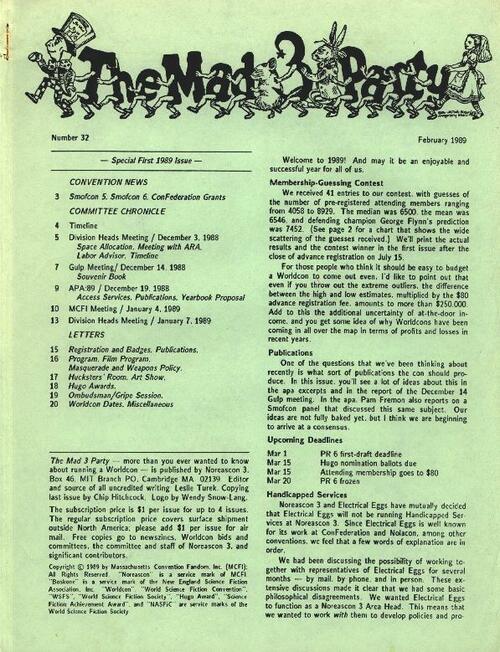 The Mad 3 Party
Number 32
February 1989
— Special First 1989 Issue —
CONVENTION NEWS
3 Smofcon 5, Smofcon 6, ConFederation Grants
COMMITTEE CHRONICLE
4 Timeline
5 Division Heads Meeting / December 3, 1988
Space Allocation, Meeting with ARA,
Labor Advisor, Timeline
7 Gulp Meeting / December 14, 1988
Souvenir Book
9 APA:89 / December 19, 1988
Access Services, Publications, Yearbook Proposal
10 MCFI Meeting / January 4, 1989
13 Division Heads Meeting / January 7, 1989
LETTERS
15 Registration and Badges, Publications,
16 Program, Film Program,
Masquerade and Weapons Policy,
17 Hucksters' Room, Art Show,
18 Hugo Awards,
19 Ombudsman/Gripe Session,
20 Worldcon Dates, Miscellaneous
The Mad 3 Party — more than you ever wanted to know
about running a Worldcon — is published by Noreascon 3,
Box 46, MIT Branch PO, Cambridge MA 02139. Editor
and source of all uncredited writing: Leslie Turek. Copying
last issue by Chip Hitchcock. Logo by Wendy Snow-Lang.
The subscription price is $1 per issue for up to 4 issues.
The regular subscription price covers surface shipment
outside North America; please add $1 per issue for air
mail. Free copies go to newszines, Worldcon bids and
committees, the committee and staff of Noreascon 3, and
significant contributors.
Copyright © 1989 by Massachusetts Convention Fandom, Inc. (MCFI);
All Rights Reserved. "Noreascon" is a service mark of MCFI.
"Boskone" is a service mark of the New England Science Fiction
Association, Inc. "Worldcon", "World Science Fiction Convention",
"WSFS", "World Science Fiction Society", "Hugo Award", "Science
Fiction Achievement Award", and "NASFiC" are service marks of the
World Science Fiction Society.
Welcome to 1989! And may it be an enjoyable and
successful year for all of us.
Membership-Guessing Contest
We received 41 entries to our contest, with guesses of
the number of pre-registered attending members ranging
from 4058 to 8929. The median was 6500, the mean was
6546, and defending champion George Flynn's prediction
was 7452. (See page 2 for a chart that shows the wide
scattering of the guesses received.) We'll print the actual
results and the contest winner in the first issue after the
close of advance registration on July 15.
For those people who think it should be easy to budget
a Worldcon to come out even, I'd like to point out that
even if you throw out the extreme outliers, the difference
between the high and low estimates, multiplied by the $80
advance registration fee, amounts to more than $250,000.
Add to this the additional uncertainty of at-the-door in-
come, and you get some idea of why Worldcons have been
coming in all over the map in terms of profits and losses in
recent years.
Publications
One of the questions that we've been thinking about
recently is what sort of publications the con should pro-
duce. In this issue, you'll see a lot of ideas about this in
the apa excerpts and in the report of the December 14
Gulp meeting. In the apa, Pam Fremon also reports on a
Smofcon panel that discussed this same subject. Our
ideas are not fully baked yet, but I think we are beginning
to arrive at a consensus.
Upcoming Deadlines
Mar 1 PR 6 first-draft deadline
Mar 15 Hugo nomination ballots due
Mar 15 Attending membership goes to $80
Mar 20 PR 6 frozen
Handicapped Services
Noreascon 3 and Electrical Eggs have mutually decided
that Electrical Eggs will not be running Handicapped Ser-
vices at Noreascon 3. Since Electrical Eggs is well known
for its work at ConFederation and Nolacon, among other
conventions, we feel that a few words of explanation are in
order.
We had been discussing the possibility of working to-
gether with representatives of Electrical Eggs for several
months — by mail, by phone, and in person. These ex-
tensive discussions made it clear that we had some basic
philosophical disagreements. We wanted Electrical Eggs
to function as a Noreascon 3 Area Head. This means that
we wanted to work with them to develop policies and pro-